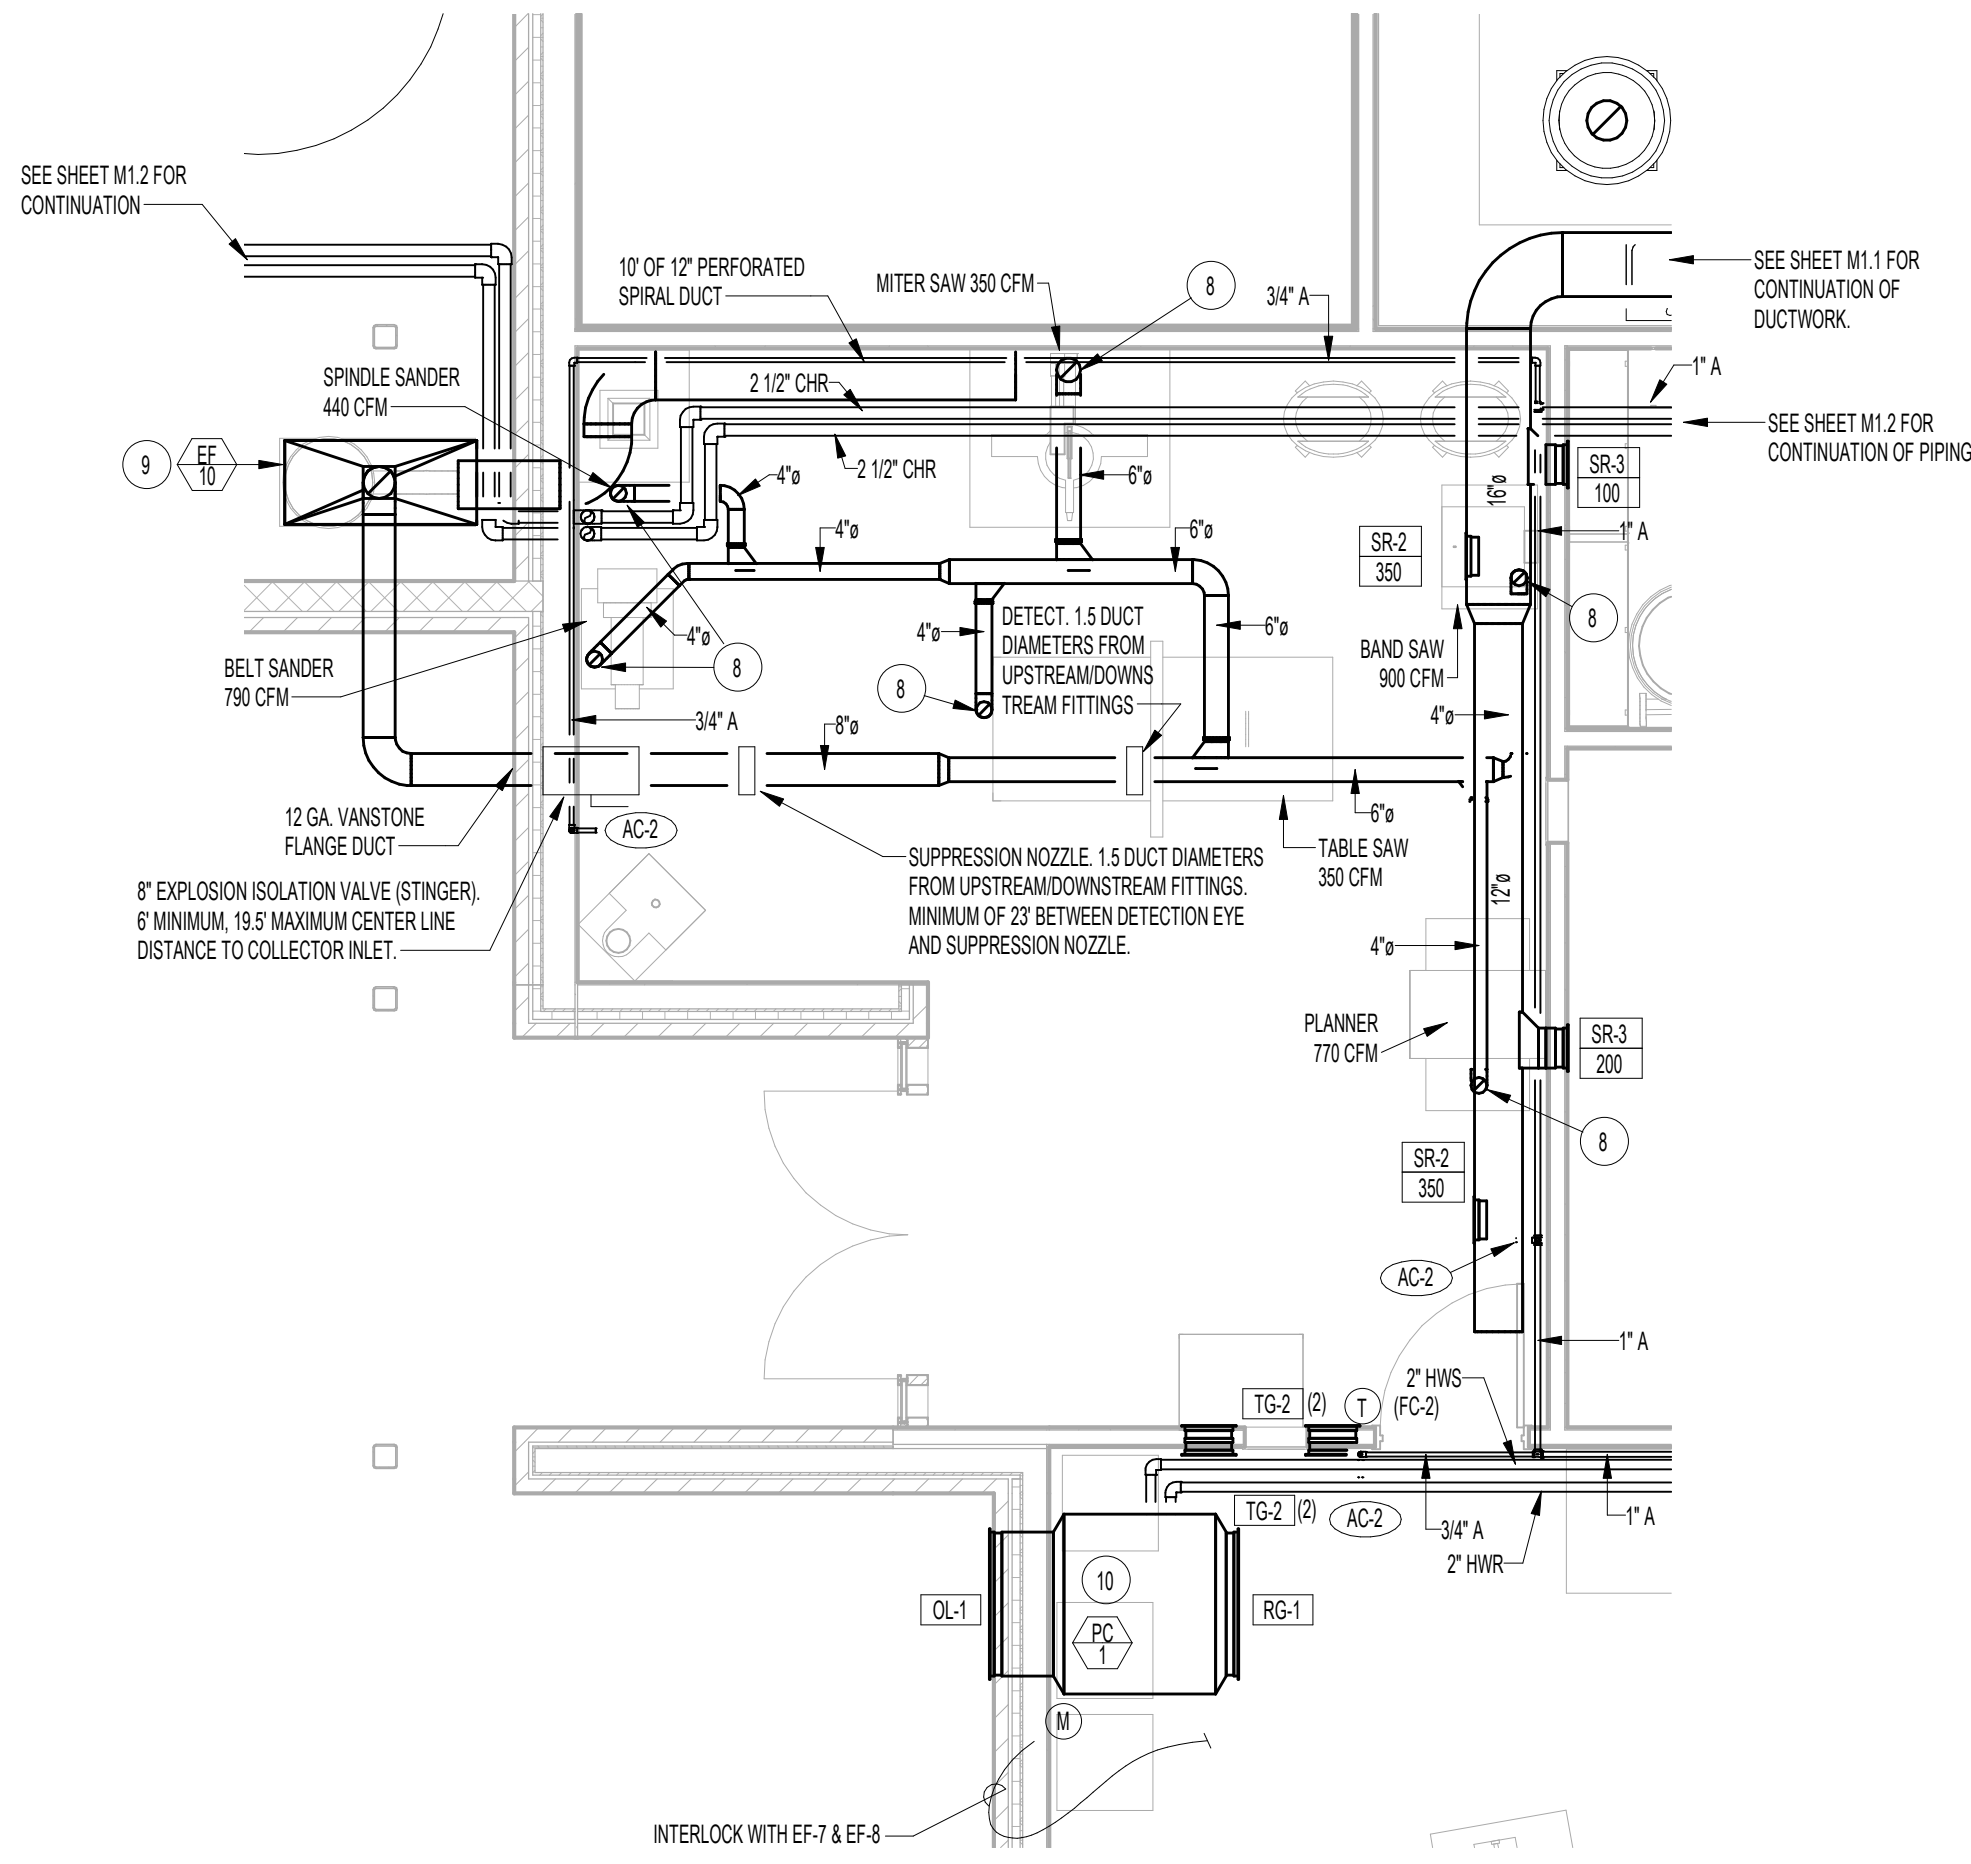 SEE SHEET M1.2 FOR
CONTINUATION
10' OF 12" PERFORATED
SPIRAL DUCT
MITER SAW 350 CFM
8
3/4" A
SEE SHEET M1.1 FOR
CONTINUATION OF
DUCTWORK.
SPINDLE SANDER
440 CFM
2 1/2" CHR
1" A
SEE SHEET M1.2 FOR
CONTINUATION OF PIPING
9
EF
10
2 1/2" CHR
4"ø
6"ø
16"ø
SR-3
100
4"ø
6"ø
SR-2
350
1" A
8
4"ø
4"ø
DETECT. 1.5 DUCT
DIAMETERS FROM
UPSTREAM/DOWNS
TREAM FITTINGS
6"ø
BELT SANDER
790 CFM
8
8
BAND SAW
900 CFM
3/4" A
8"ø
4"ø
12 GA. VANSTONE
FLANGE DUCT
AC-2
6"ø
TABLE SAW
350 CFM
SUPPRESSION NOZZLE. 1.5 DUCT DIAMETERS
FROM UPSTREAM/DOWNSTREAM FITTINGS.
MINIMUM OF 23' BETWEEN DETECTION EYE
AND SUPPRESSION NOZZLE.
8" EXPLOSION ISOLATION VALVE (STINGER).
6' MINIMUM, 19.5' MAXIMUM CENTER LINE
DISTANCE TO COLLECTOR INLET.
12"ø
4"ø
PLANNER
770 CFM
SR-3
200
8
SR-2
350
AC-2
1" A
2" HWS
(FC-2)
TG-2 (2)
T
TG-2 (2)
AC-2
3/4" A
1" A
2" HWR
10
OL-1
RG-1
PC
1
M
INTERLOCK WITH EF-7 & EF-8